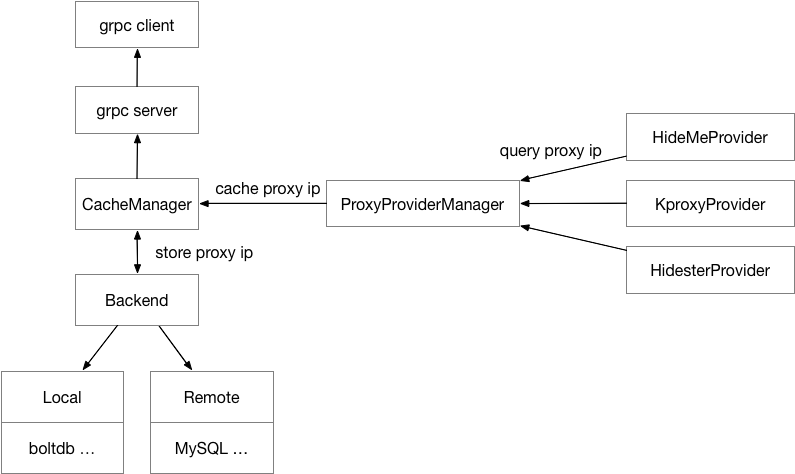 grpc client
grpc server
HideMeProvider
query proxy ip
cache proxy ip
CacheManager
ProxyProviderManager
KproxyProvider
store proxy ip
HidesterProvider
Backend
Local
Remote
boltdb ...
MySQL ...